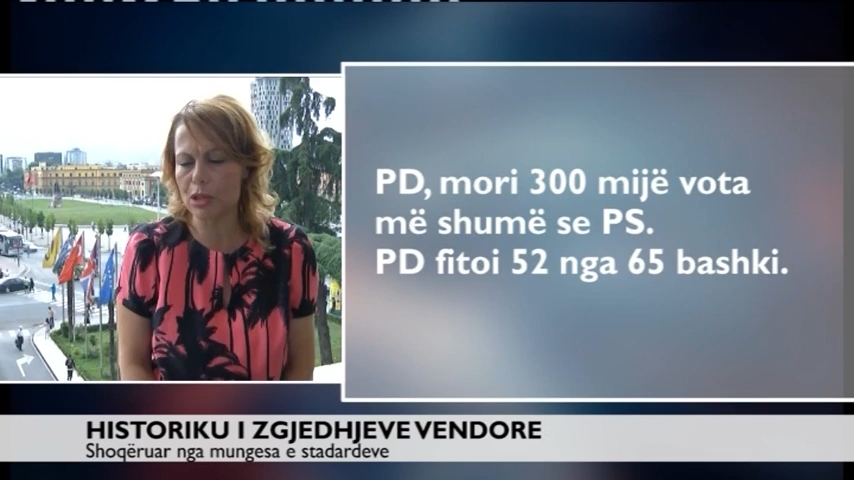 PD, mori 300 mijë vota
më shumë se PS.
PD fitoi 52 nga 65 bashki.
HISTORIKU I ZGJEDHJEVE VENDORE
Shoqëruar nga mungesa e stadardeve